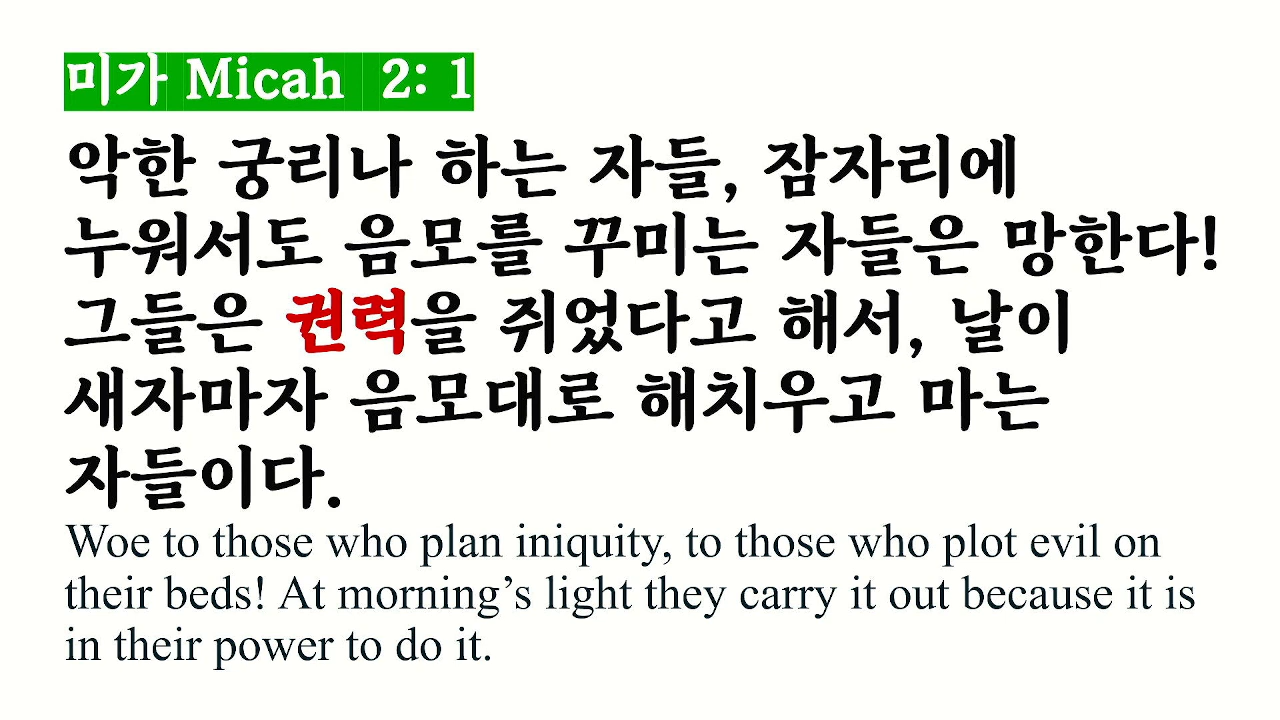 미가 Micah 2: 1
악한 궁리나 하는 자들, 잠자리에
누워서도 음모를 꾸미는 자들은 망한다!
그들은 권력을 쥐었다고 해서, 날이
새자마자 음모대로 해치우고 마는
자들이다.
Woe to those who plan iniquity, to those who plot evil on
their beds! At morning’s light they carry it out because it is
in their power to do it.